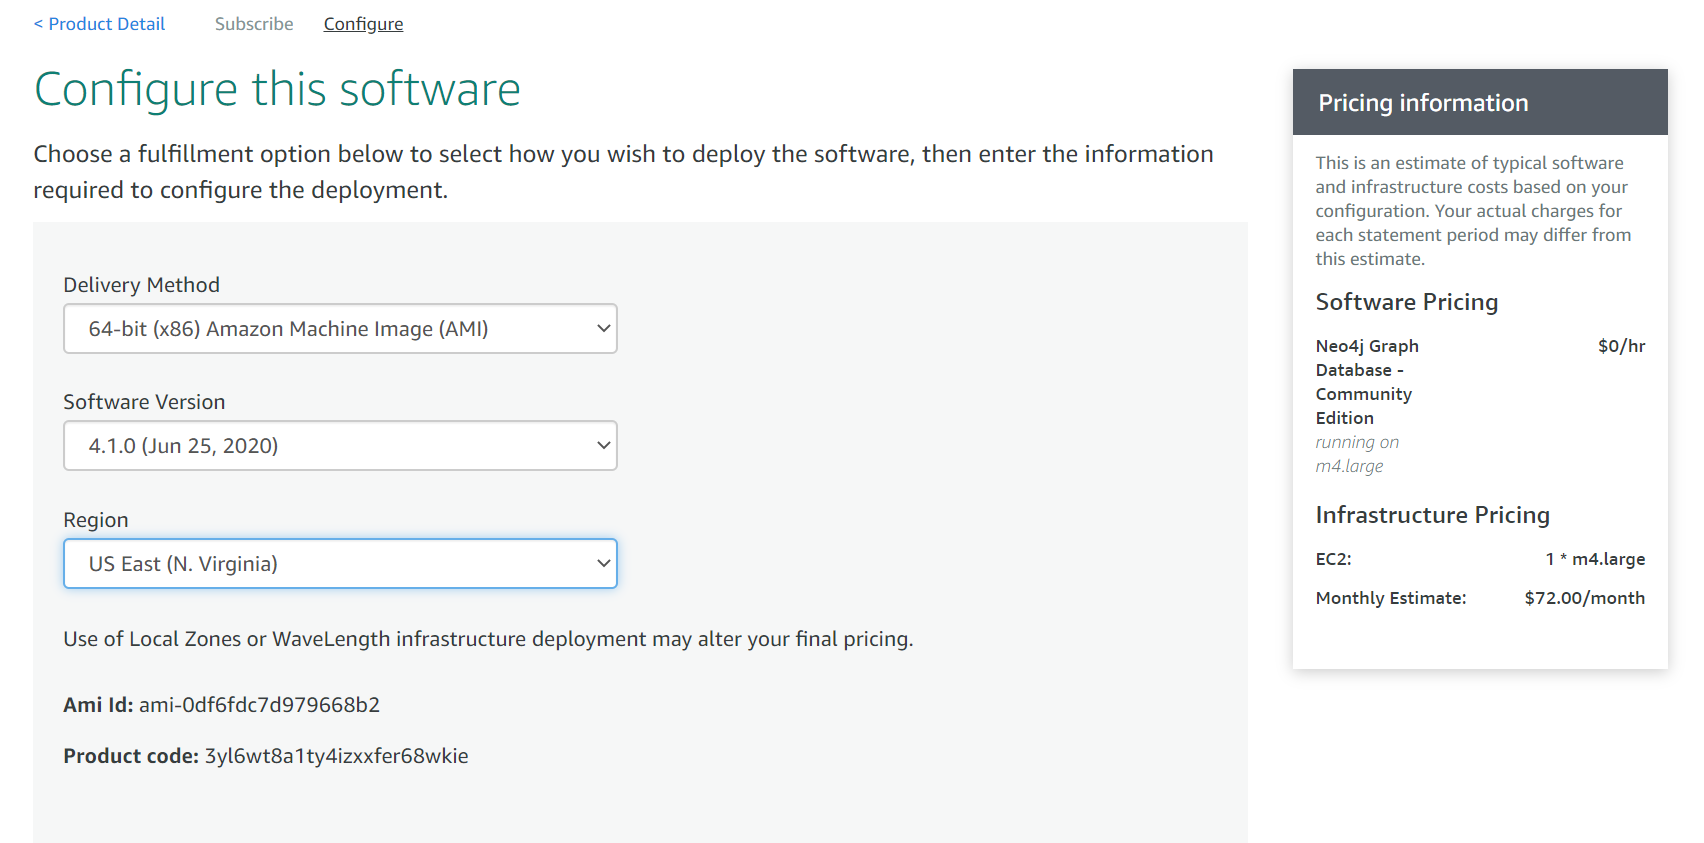 < Product Detail Subscribe Configure
Configure this software
Choose a fulfillment option below to select how you wish to deploy the software, then enter the information
required to configure the deployment.
Delivery Method
64-bit (x86) Amazon Machine Image (AMI)
Software Version
4.1.0 (Jun 25, 2020)
Region
US East (N. Virginia)
Use of Local Zones or WaveLength infrastructure deployment may alter your final pricing.
Ami Id: ami-0df6fdc7d979668b2
Product code: 3yl6wt8a1ty4izxxfer68wkie
Pricing information
This is an estimate of typical software
and infrastructure costs based on your
configuration. Your actual charges for
each statement period may differ from
this estimate.
Software Pricing
Neo4j Graph $0/hr
Database -
Community
Edition
running on
m4.large
Infrastructure Pricing
EC2: 1 * m4.large
Monthly Estimate: $72.00/month